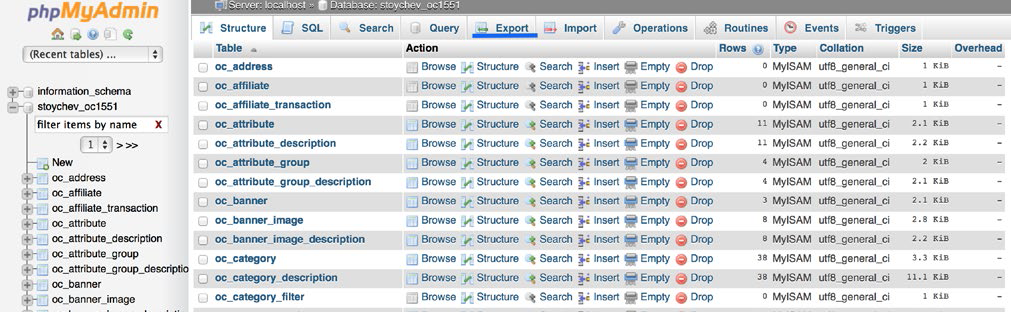 phpMyAdmin
(Recent tables) ...
information_schema
stoychev_oc1551
filter items by name X
1 > >>
New
oc_address
oc_affiliate
oc_affiliate_transaction
oc_attribute
oc_attribute_description
oc_attribute_group
oc_attribute_group_descriptio
oc_banner
oc_banner_image
Server: localhost » Database: stoychev_oc1551
Structure SQL Search Query Export Import Operations Routines Events Triggers
Table Action Rows Type Collation Size Overhead
oc_address Browse Structure Search Insert Empty Drop 0 MyISAM utf8_general_ci 1 KiB -
oc_affiliate Browse Structure Search Insert Empty Drop 0 MyISAM utf8_general_ci 1 KiB -
oc_affiliate_transaction Browse Structure Search Insert Empty Drop 0 MyISAM utf8_general_ci 1 KiB -
oc_attribute Browse Structure Search Insert Empty Drop 11 MyISAM utf8_general_ci 2.1 KiB -
oc_attribute_description Browse Structure Search Insert Empty Drop 11 MyISAM utf8_general_ci 2.2 KiB -
oc_attribute_group Browse Structure Search Insert Empty Drop 4 MyISAM utf8_general_ci 2 KiB -
oc_attribute_group_description Browse Structure Search Insert Empty Drop 4 MyISAM utf8_general_ci 2.1 KiB -
oc_banner Browse Structure Search Insert Empty Drop 3 MyISAM utf8_general_ci 2.1 KiB -
oc_banner_image Browse Structure Search Insert Empty Drop 8 MyISAM utf8_general_ci 2.8 KiB -
oc_banner_image_description Browse Structure Search Insert Empty Drop 8 MyISAM utf8_general_ci 2.2 KiB -
oc_category Browse Structure Search Insert Empty Drop 38 MyISAM utf8_general_ci 3.3 KiB -
oc_category_description Browse Structure Search Insert Empty Drop 38 MyISAM utf8_general_ci 11.1 KiB -
oc_category_filter Browse Structure Search Insert Empty Drop 0 MyISAM utf8_general_ci 1 KiB -